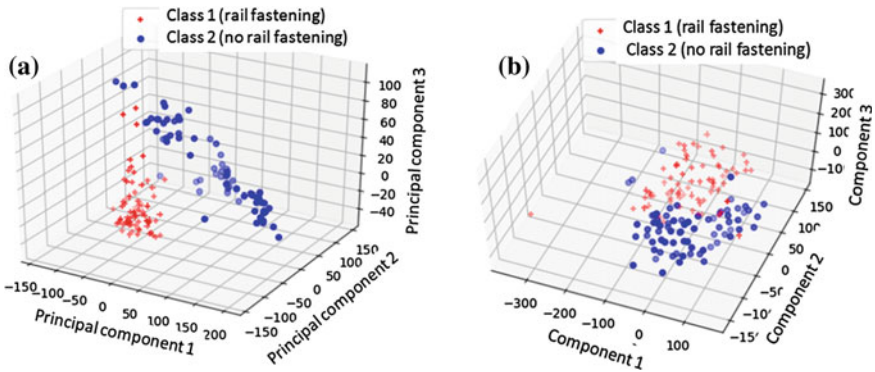 Class 1 (rail fastening)
Class 2 (no rail fastening)
(a)
100
80
60
40
20
0
−20
−40
Principal component 3
−150
−100
−50
0
50
100
150
200
Principal component 1
−150
−100
−50
0
50
100
150
Principal component 2
Class 1 (rail fastening)
Class 2 (no rail fastening)
(b)
200
0
Component 3
−300
−200
−100
0
100
Component 1
150
50
0
Component 2